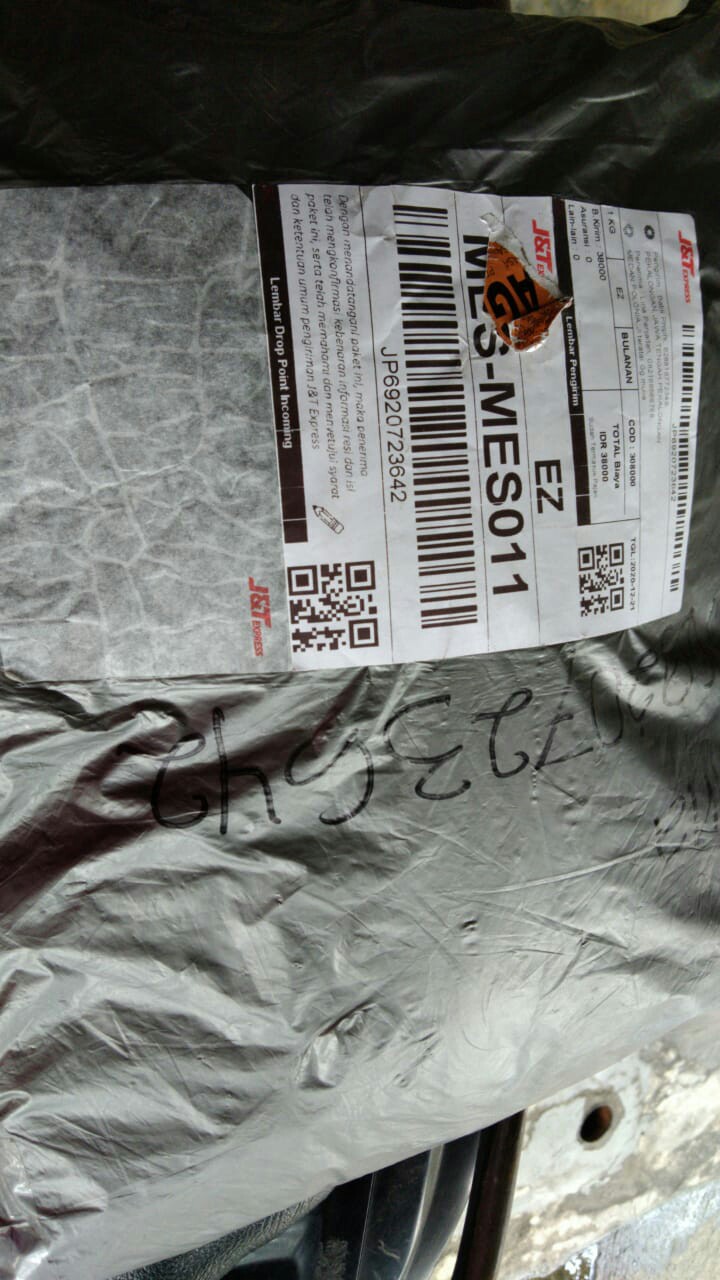 J&T EXPRESS
JP6920723642
TGL:2020-12-21
1 KG
EZ
BULANAN
COD : 308000
B.Kirim : 38000
Asuransi : 0
Lain-lain : 0
TOTAL Biaya
IDR 38000
Lembar Pengirim
J&T
EZ
MES-MES011
JP6920723642
Dengan menandatangani paket ini, maka penerima
telah mengkonfirmasi kebenaran informasi resi dan isi
paket ini, serta telah memahami dan menyetujui syarat
dan ketentuan umum pengiriman J&T Express
Lembar Drop Point Incoming
J&T EXPRESS
723642